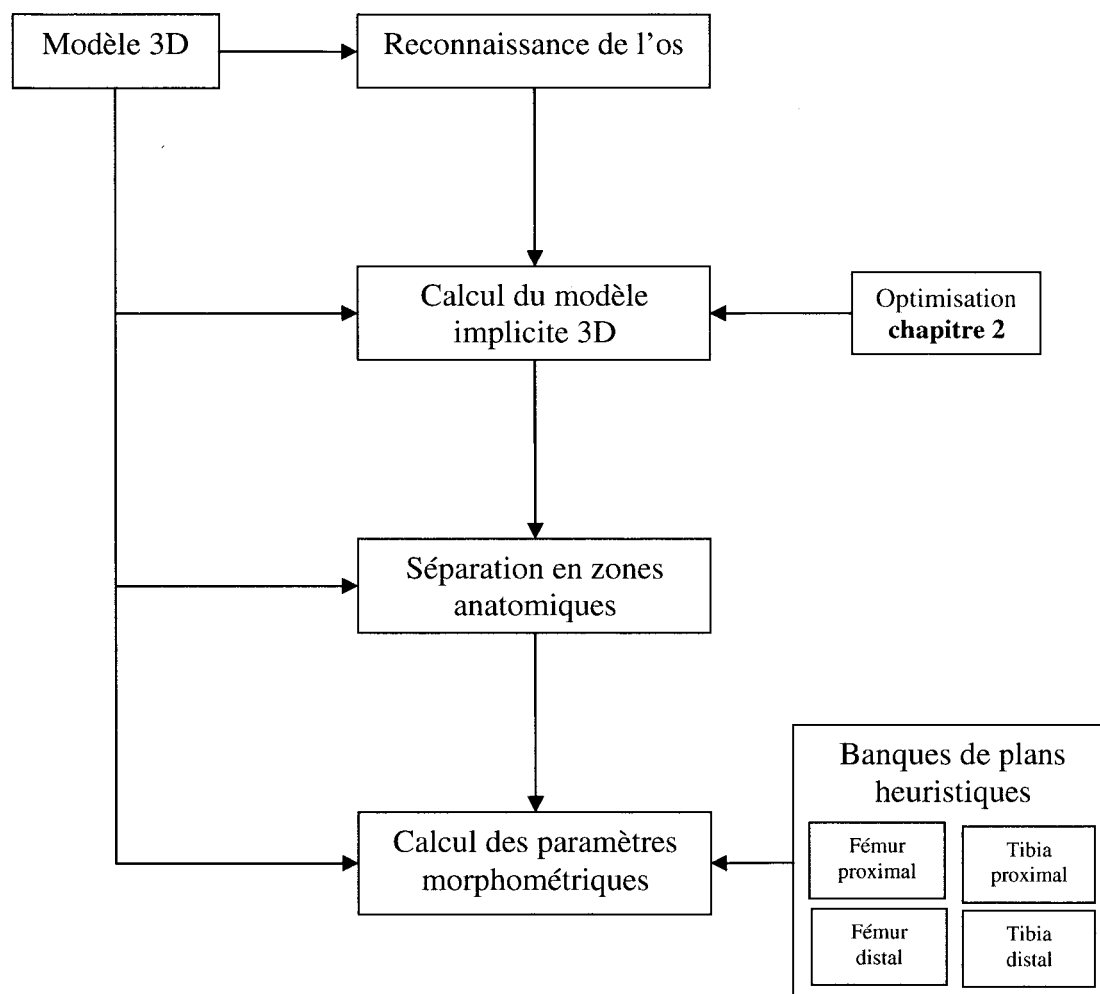 Modèle 3D
Reconnaissance de l'os
Calcul du modèle
implicite 3D
Optimisation
chapitre 2
Séparation en zones
anatomiques
Calcul des paramètres
morphométriques
Banques de plans
heuristiques
Fémur
proximal
Tibia
proximal
Fémur
distal
Tibia
distal